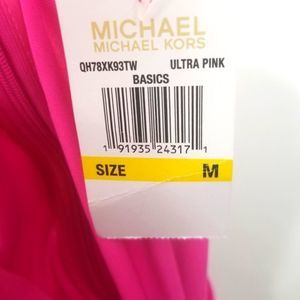 MICHAEL
MICHAEL KORS
QH78XK93TW ULTRA PINK
BASICS
1 91935 24317 1
SIZE M